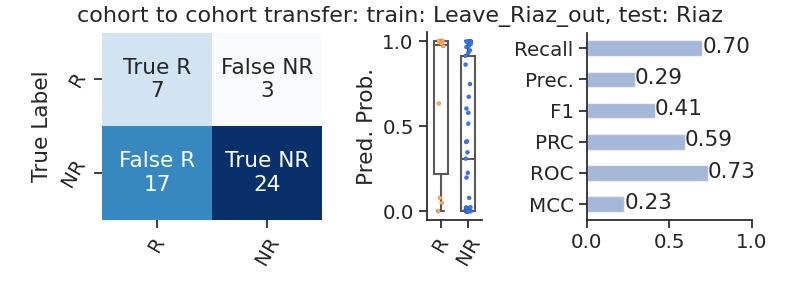 cohort to cohort transfer: train: Leave_Riaz_out, test: Riaz
True Label
R
NR
True R
7
False NR
3
False R
17
True NR
24
R
NR
Pred. Prob.
1.0
0.5
0.0
R
NR
Recall
0.70
Prec.
0.29
F1
0.41
PRC
0.59
ROC
0.73
MCC
0.23
0.0
0.5
1.0